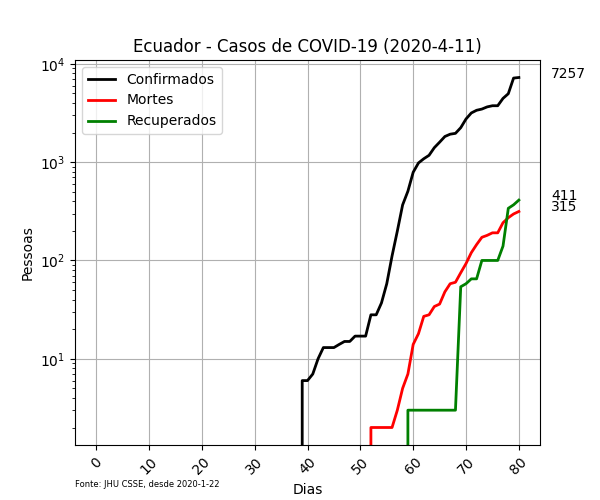 Ecuador - Casos de COVID-19 (2020-4-11)
Confirmados
Mortes
Recuperados
7257
411
315
10⁴
10³
10²
10¹
Pessoas
0 10 20 30 40 50 60 70 80
Dias
Fonte: JHU CSSE, desde 2020-1-22